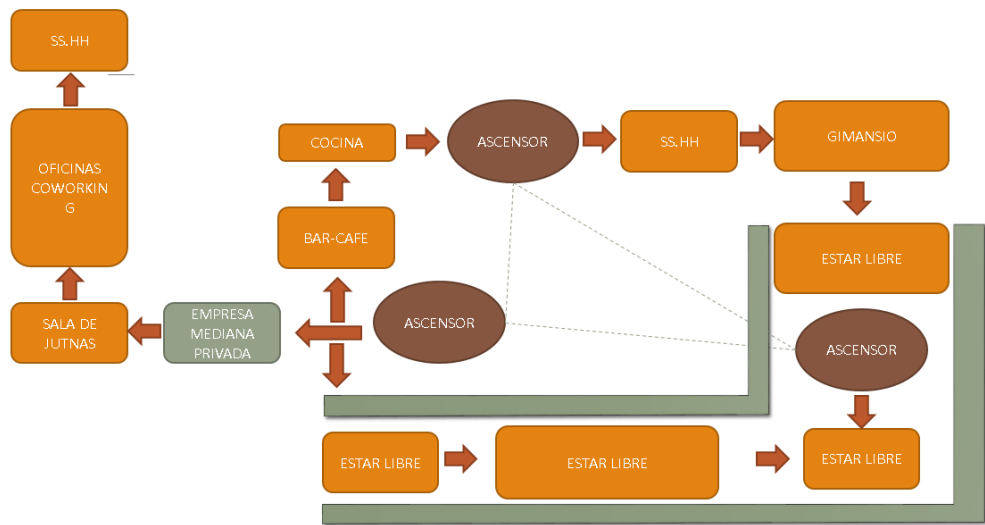 SS.HH
OFICINAS
COWORKIN
G
SALA DE
JUTNAS
EMPRESA
MEDIANA
PRIVADA
COCINA
BAR-CAFE
ASCENSOR
ASCENSOR
SS.HH
GIMANSIO
ESTAR LIBRE
ASCENSOR
ESTAR LIBRE
ESTAR LIBRE
ESTAR LIBRE